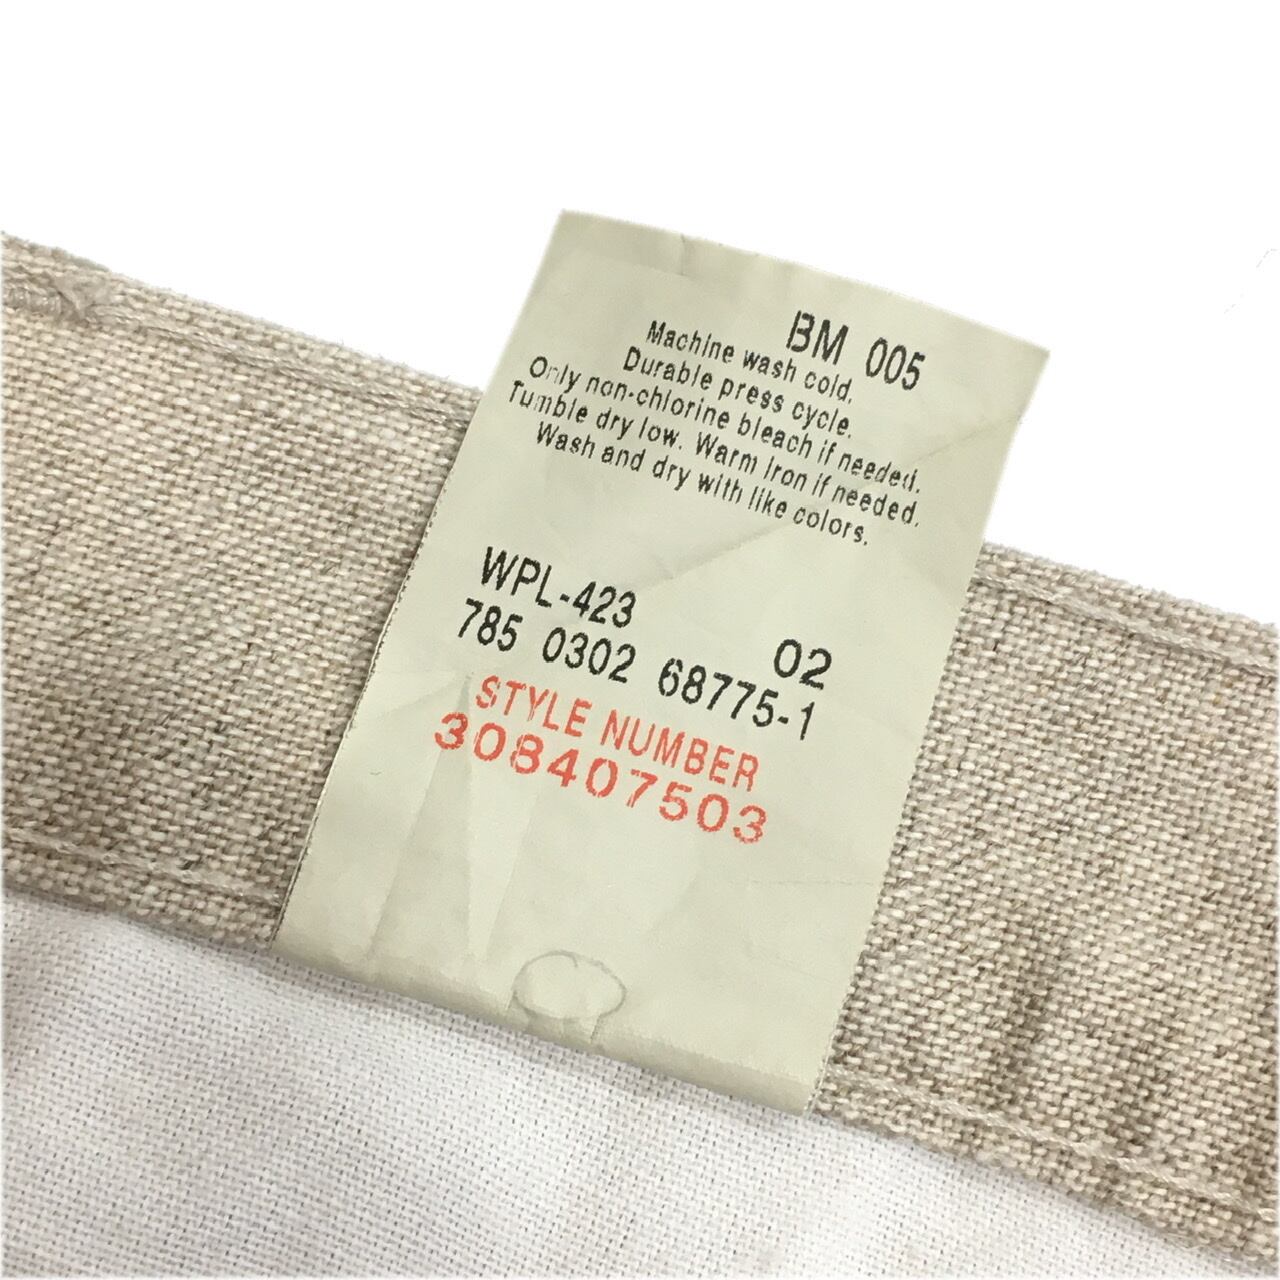 BM 005
Machine wash cold.
Durable press cycle.
Only non-chlorine bleach if needed.
Tumble dry low. Warm Iron if needed.
Wash and dry with like colors.
WPL-423
02
785 0302 68775-1
STYLE NUMBER
308407503